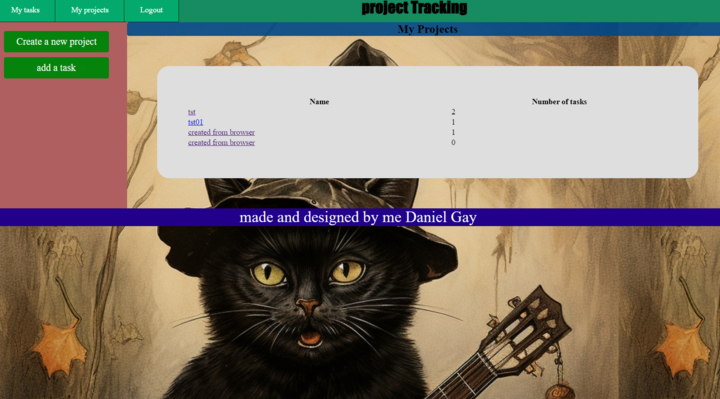 My tasks My projects Logout
project Tracking
My Projects
Create a new project
add a task
Name Number of tasks
tst 2
tst01 1
created from browser 1
created from browser 0
made and designed by me Daniel Gay